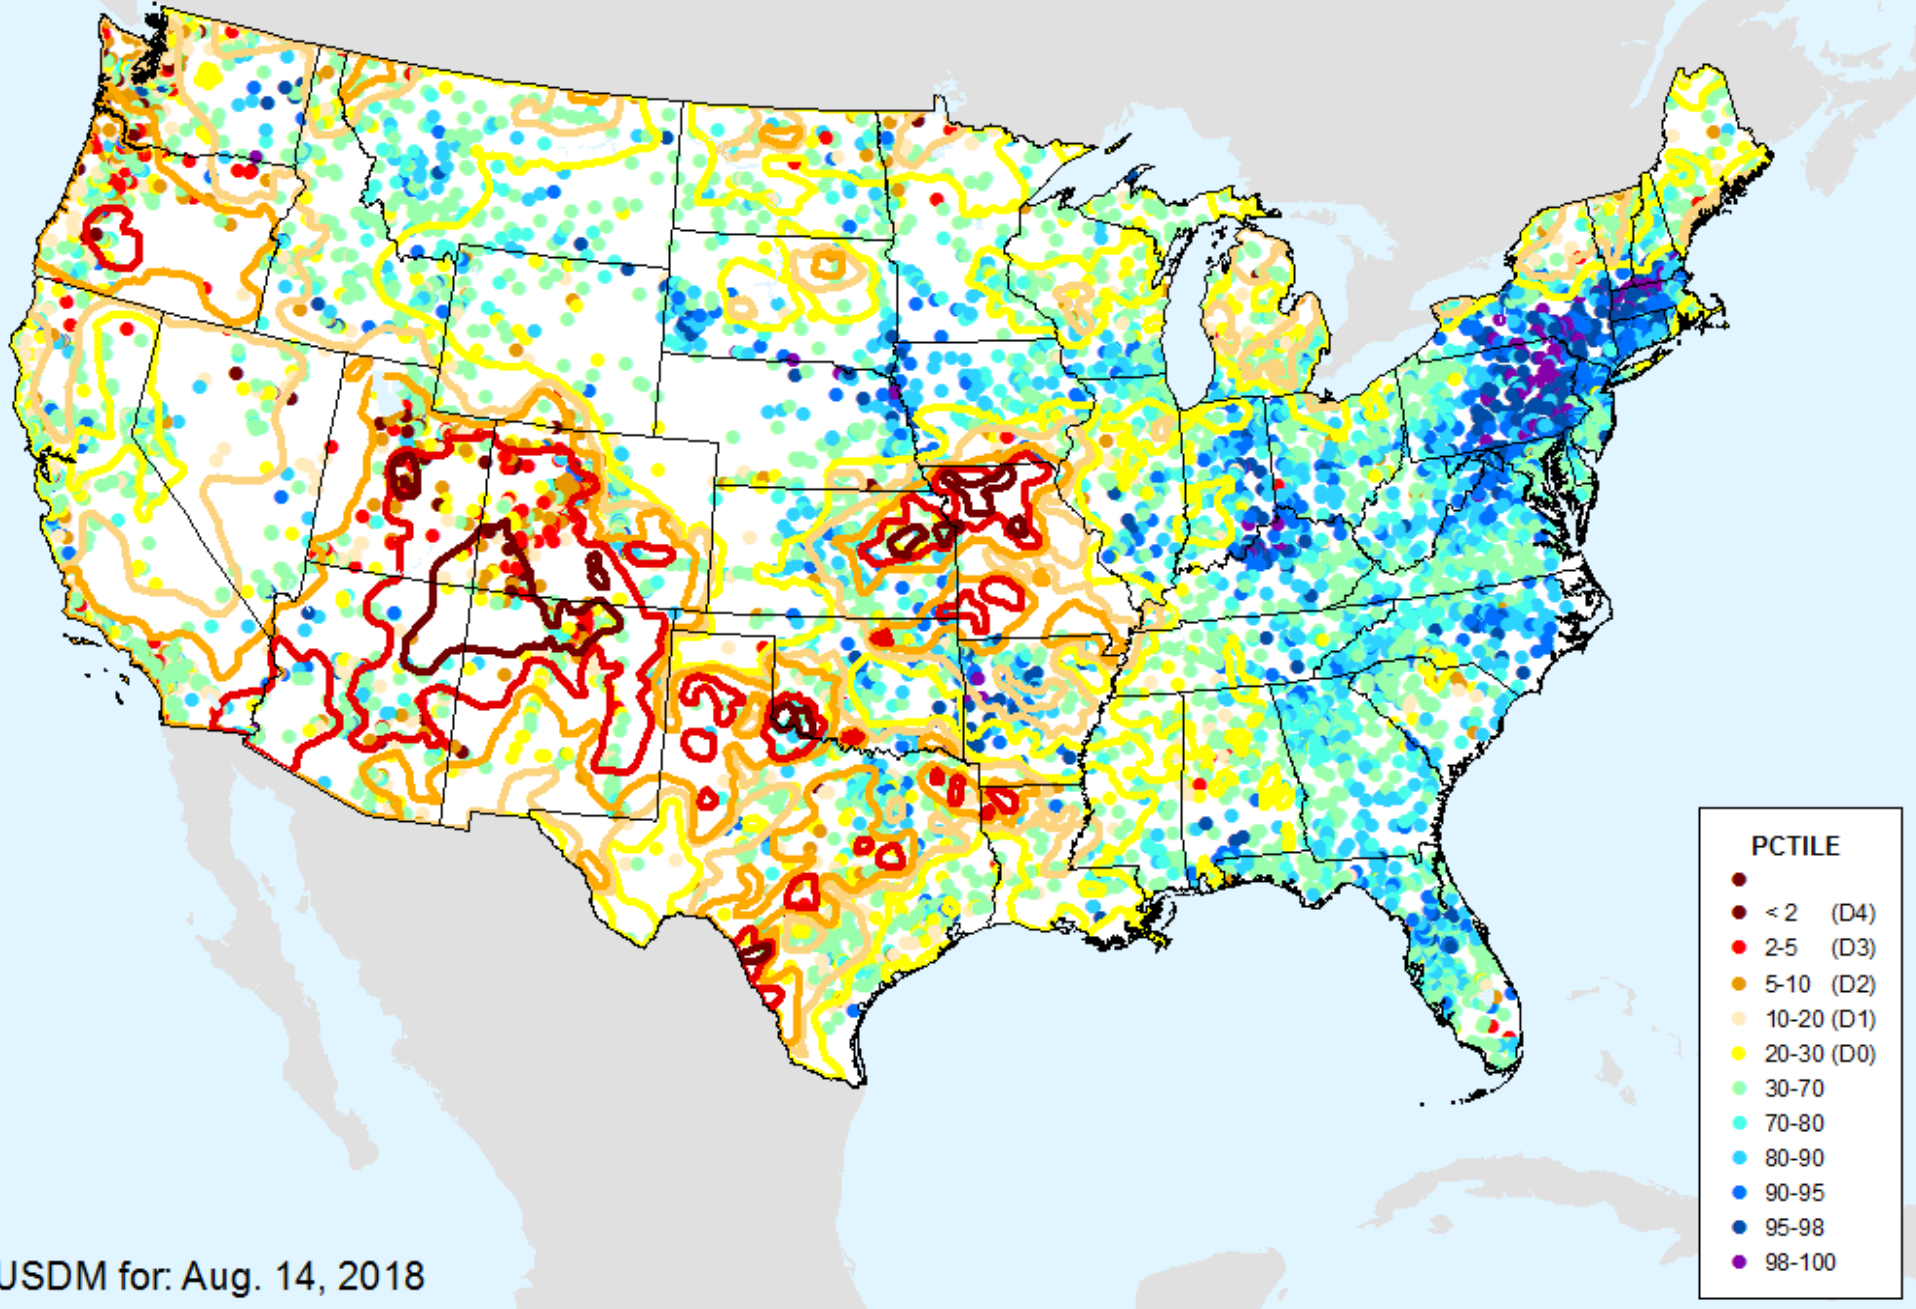 PCTILE
< 2 (D4)
2-5 (D3)
5-10 (D2)
10-20 (D1)
20-30 (D0)
30-70
70-80
80-90
90-95
95-98
98-100
USDM for: Aug. 14, 2018